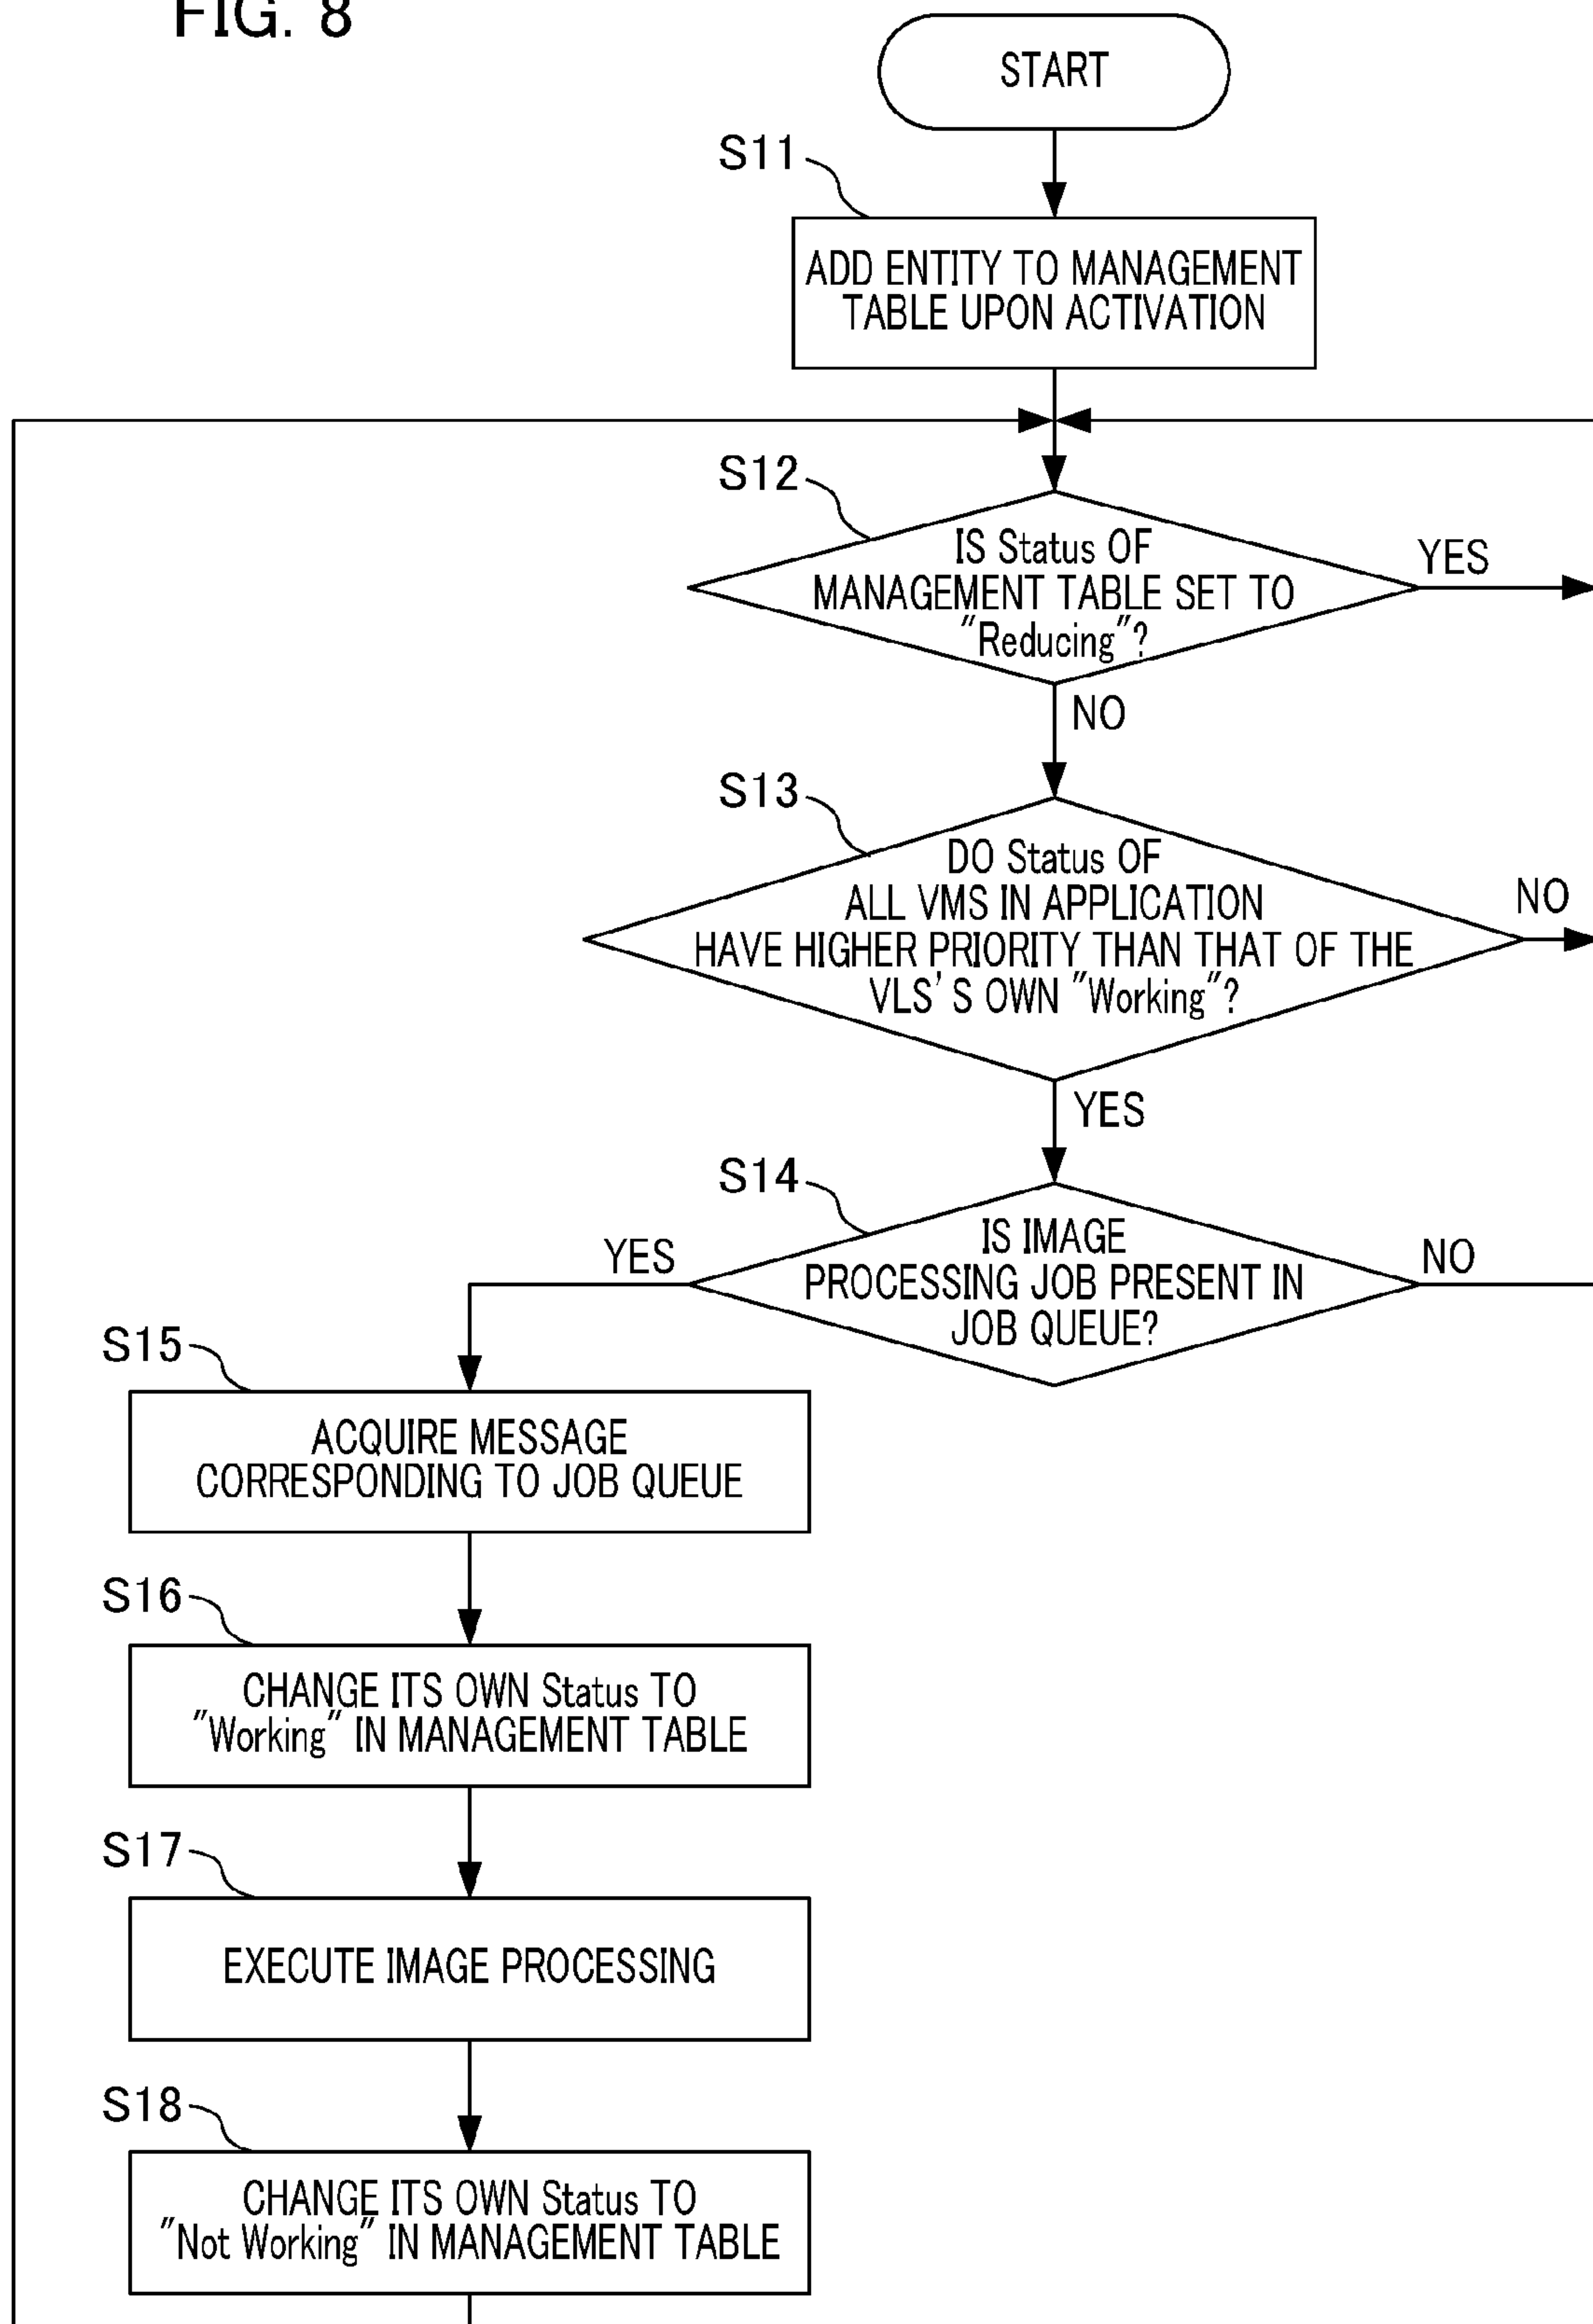 FIG. 8
START
S11
ADD ENTITY TO MANAGEMENT
TABLE UPON ACTIVATION
S12
IS Status OF
MANAGEMENT TABLE SET TO
"Reducing"?
YES
NO
S13
DO Status OF
ALL VMS IN APPLICATION
HAVE HIGHER PRIORITY THAN THAT OF THE
VLS'S OWN "Working"?
NO
YES
S14
IS IMAGE
PROCESSING JOB PRESENT IN
JOB QUEUE?
YES
NO
S15
ACQUIRE MESSAGE
CORRESPONDING TO JOB QUEUE
S16
CHANGE ITS OWN Status TO
"Working" IN MANAGEMENT TABLE
S17
EXECUTE IMAGE PROCESSING
S18
CHANGE ITS OWN Status TO
"Not Working" IN MANAGEMENT TABLE